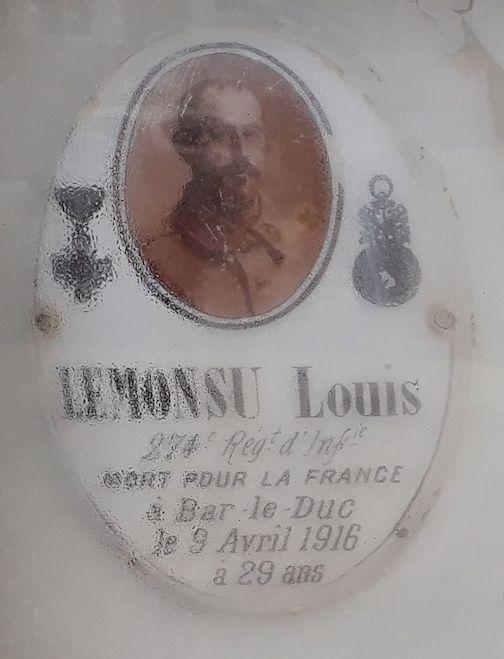 LEMONSU Louis
274e Régt d'Infie
MORT POUR LA FRANCE
à Bar-le-Duc
le 9 Avril 1916
à 29 ans